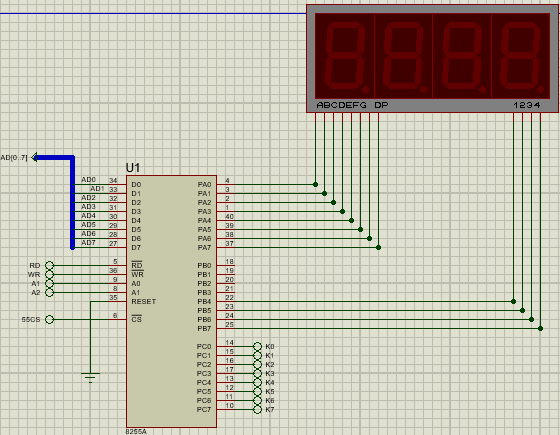 ABCDEFG DP
1234
AD[0..7]
U1
AD0 34 D0 PA0 4
AD1 33 D1 PA1 3
AD2 32 D2 PA2 2
AD3 31 D3 PA3 1
AD4 30 D4 PA4 40
AD5 29 D5 PA5 39
AD6 28 D6 PA6 38
AD7 27 D7 PA7 37
RD 5 RD PB0 18
WR 36 WR PB1 19
A1 9 A0 PB2 20
A2 8 A1 PB3 21
35 RESET PB4 22
PB5 23
55CS 6 CS PB6 24
PB7 25
PC0 14 K0
PC1 15 K1
PC2 16 K2
PC3 17 K3
PC4 13 K4
PC5 12 K5
PC6 11 K6
PC7 10 K7
8255A